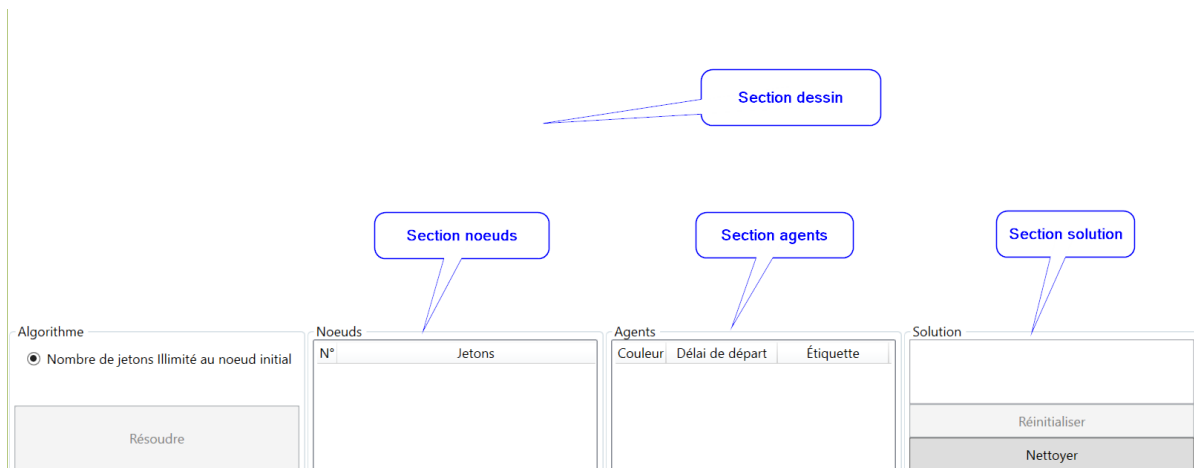 Section dessin
Section noeuds
Section agents
Section solution
Algorithme
Nombre de jetons Illimité au noeud initial
Résoudre
Noeuds
N° Jetons
Agents
Couleur Délai de départ Étiquette
Solution
Réinitialiser
Nettoyer